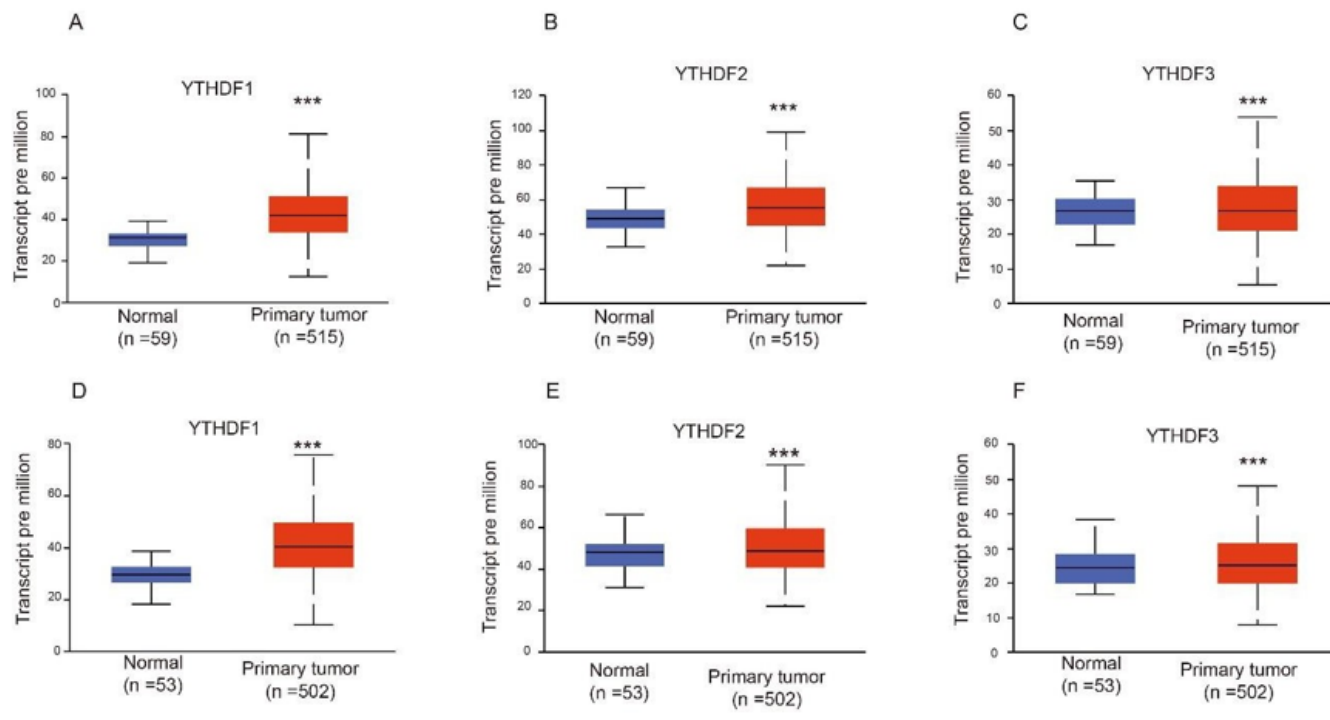 A
YTHDF1
***
Transcript pre million
100
80
60
40
20
0
Normal
(n =59)
Primary tumor
(n =515)
B
YTHDF2
***
Transcript pre million
120
100
80
60
40
20
0
Normal
(n =59)
Primary tumor
(n =515)
C
YTHDF3
***
Transcript pre million
60
50
40
30
20
10
0
Normal
(n =59)
Primary tumor
(n =515)
D
YTHDF1
***
Transcript pre million
80
60
40
20
0
Normal
(n =53)
Primary tumor
(n =502)
E
YTHDF2
***
Transcript pre million
100
80
60
40
20
0
Normal
(n =53)
Primary tumor
(n =502)
F
YTHDF3
***
Transcript pre million
60
50
40
30
20
10
0
Normal
(n =53)
Primary tumor
(n =502)